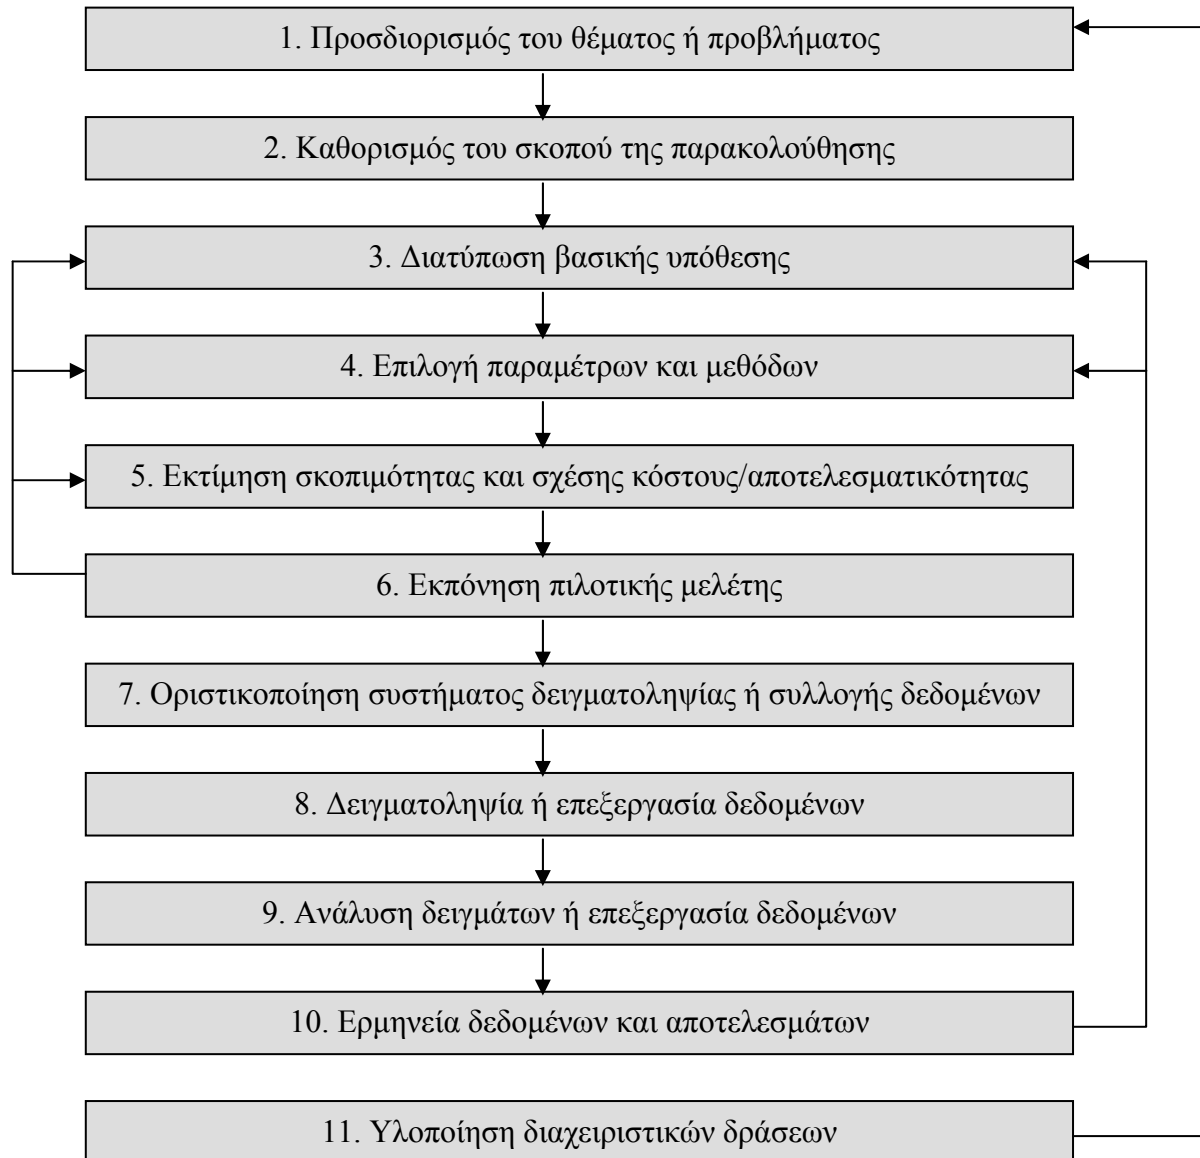 1. Προσδιορισμός του θέματος ή προβλήματος
2. Καθορισμός του σκοπού της παρακολούθησης
3. Διατύπωση βασικής υπόθεσης
4. Επιλογή παραμέτρων και μεθόδων
5. Εκτίμηση σκοπιμότητας και σχέσης κόστους/αποτελεσματικότητας
6. Εκπόνηση πιλοτικής μελέτης
7. Οριστικοποίηση συστήματος δειγματοληψίας ή συλλογής δεδομένων
8. Δειγματοληψία ή επεξεργασία δεδομένων
9. Ανάλυση δειγμάτων ή επεξεργασία δεδομένων
10. Ερμηνεία δεδομένων και αποτελεσμάτων
11. Υλοποίηση διαχειριστικών δράσεων